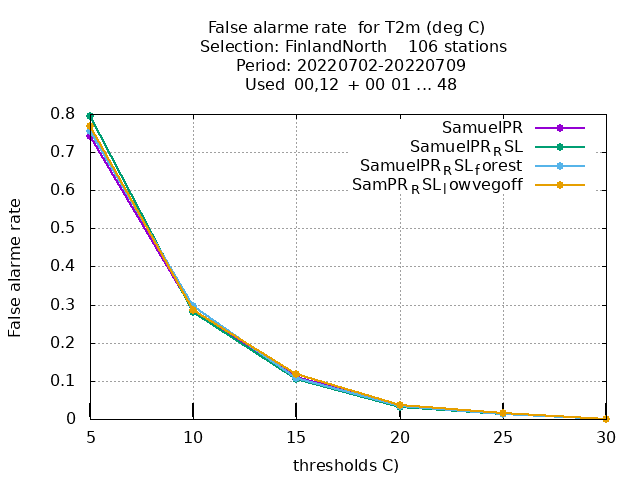 False alarme rate  for T2m (deg C)
Selection: FinlandNorth    106 stations
Period: 20220702-20220709
Used  00,12  + 00 01 ... 48
SamuelPR
SamuelPR_RSL
SamuelPR_RSL_forest
SamPR_RSL_lowvegoff
False alarme rate
0.8
0.7
0.6
0.5
0.4
0.3
0.2
0.1
0
5 10 15 20 25 30
thresholds C)